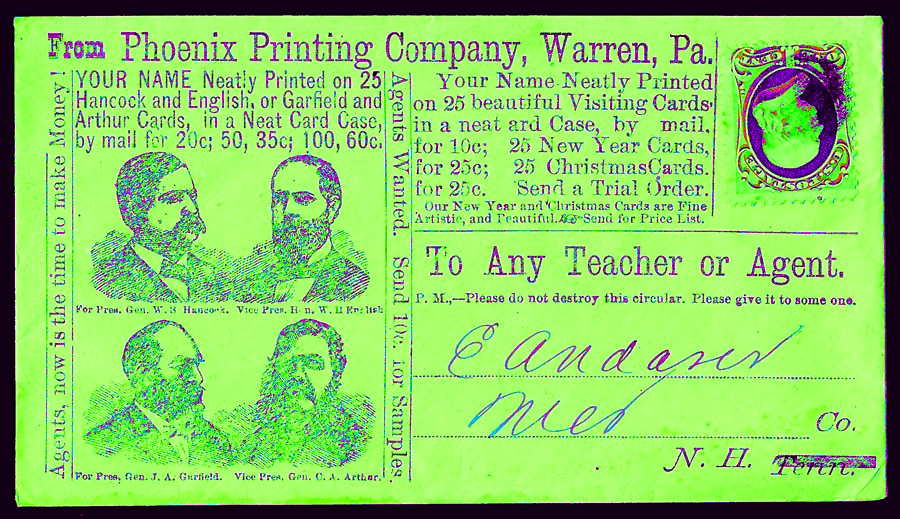 From Phoenix Printing Company, Warren, Pa.
Agents, now is the time to make Money!
YOUR NAME Neatly Printed on 25
Hancock and English, or Garfield and
Arthur Cards, in a Neat Card Case,
by mail for 20c; 50, 35c; 100, 60c.
For Pres. Gen. W. S Hancock. Vice Pres. Hon. W. H English
For Pres, Gen. J. A. Garfield. Vice Pres. Gen. C. A. Arthur.
Agents Wanted. Send 10c. for Samples.
Your Name Neatly Printed
on 25 beautiful Visiting Cards
in a neat ard Case, by mail,
for 10c; 25 New Year Cards,
for 25c; 25 ChristmasCards.
for 25c. Send a Trial Order.
Our New Year and Christmas Cards are Fine
Artistic, and Beautiful. Send for Price List.
To Any Teacher or Agent.
P. M.,—Please do not destroy this circular. Please give it to some one.
E Andover
Mer
Co.
N. H. Tenn.